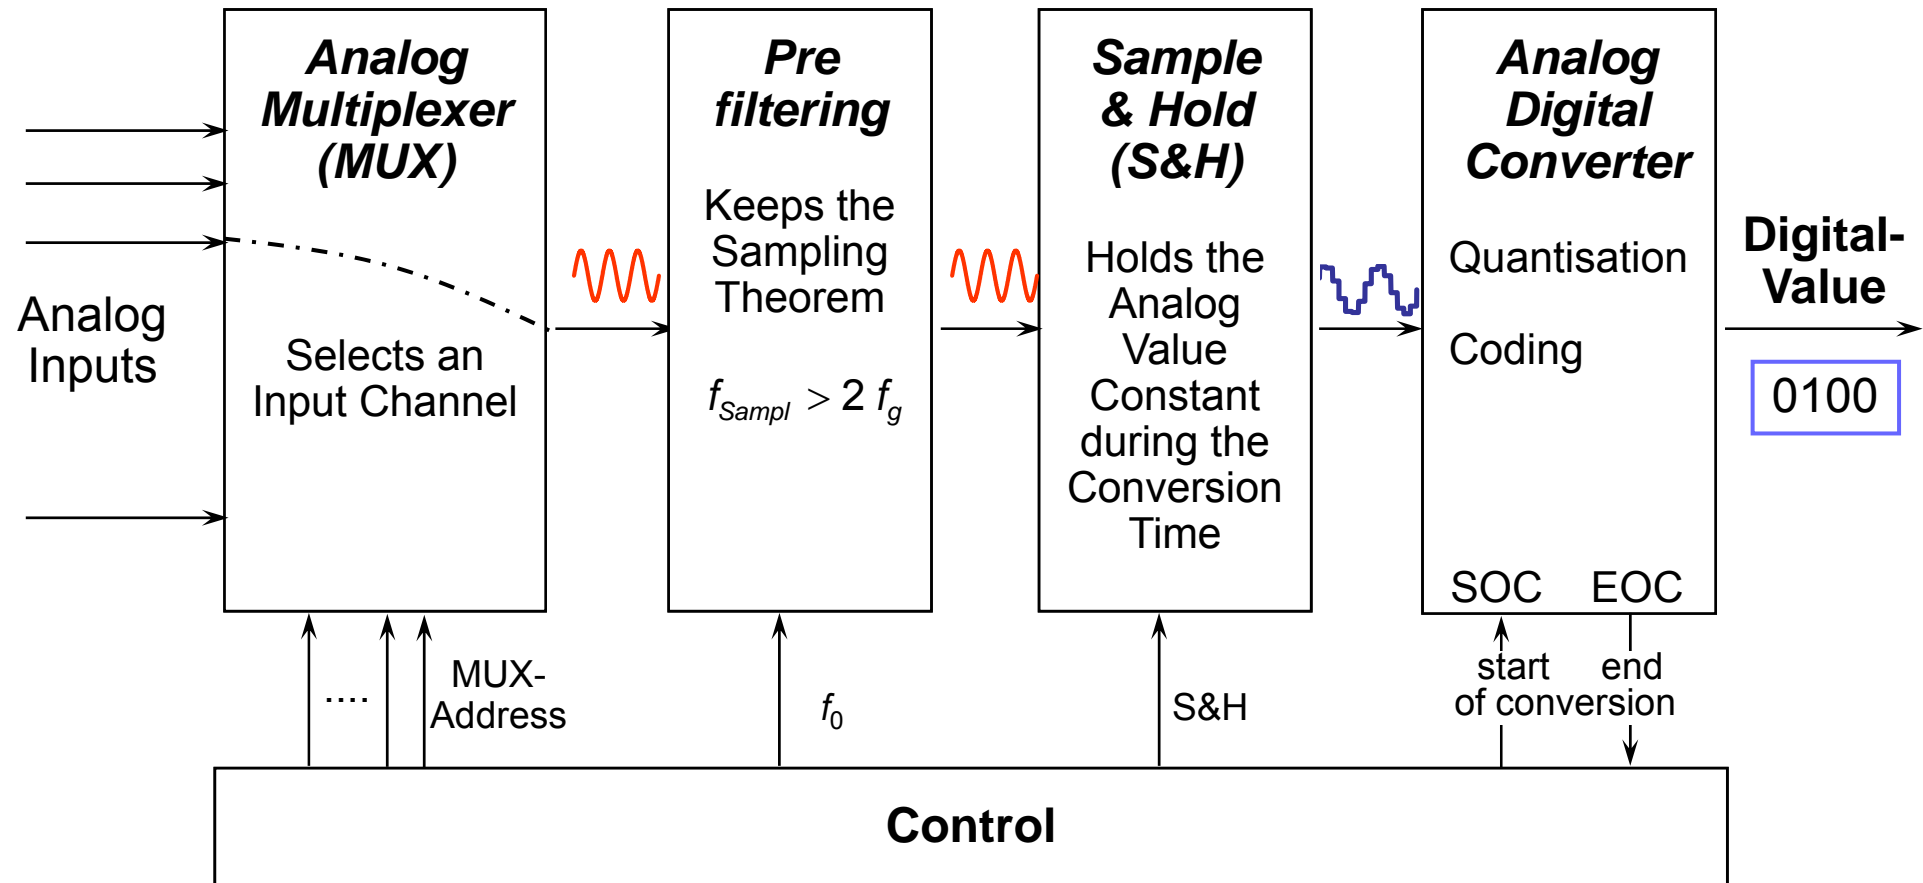 Analog
Multiplexer
(MUX)
Selects an
Input Channel
Analog
Inputs
Pre
filtering
Keeps the
Sampling
Theorem
f_Sampl > 2 f_g
Sample
& Hold
(S&H)
Holds the
Analog
Value
Constant
during the
Conversion
Time
Analog
Digital
Converter
Quantisation
Coding
SOC EOC
Digital-
Value
0100
....
MUX-
Address
f_0
S&H
start end
of conversion
Control